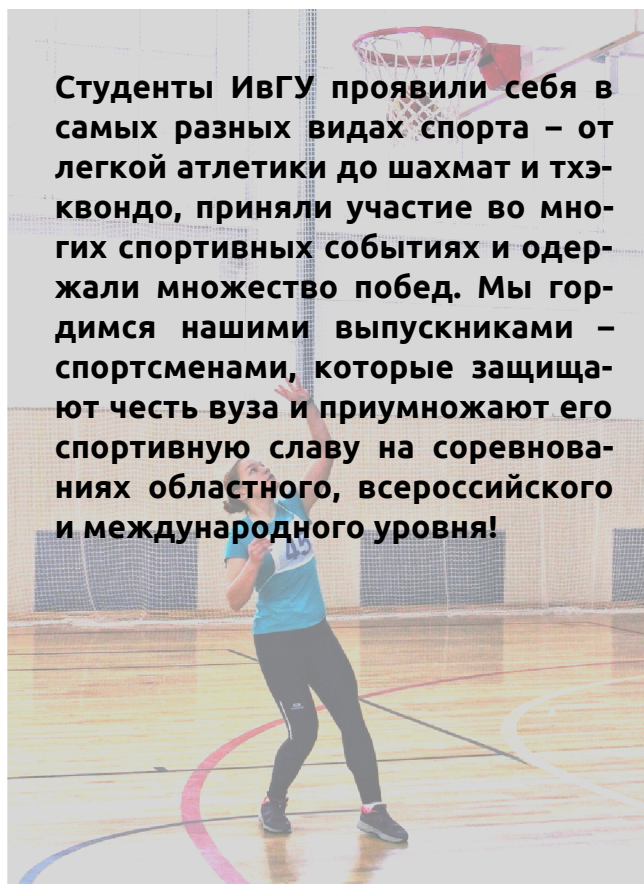 Студенты ИвГУ проявили себя в
самых разных видах спорта – от
легкой атлетики до шахмат и тхэ-
квондо, приняли участие во мно-
гих спортивных событиях и одер-
жали множество побед. Мы гор-
димся нашими выпускниками –
спортсменами, которые защища-
ют честь вуза и приумножают его
спортивную славу на соревнова-
ниях областного, всероссийского
и международного уровня!
45